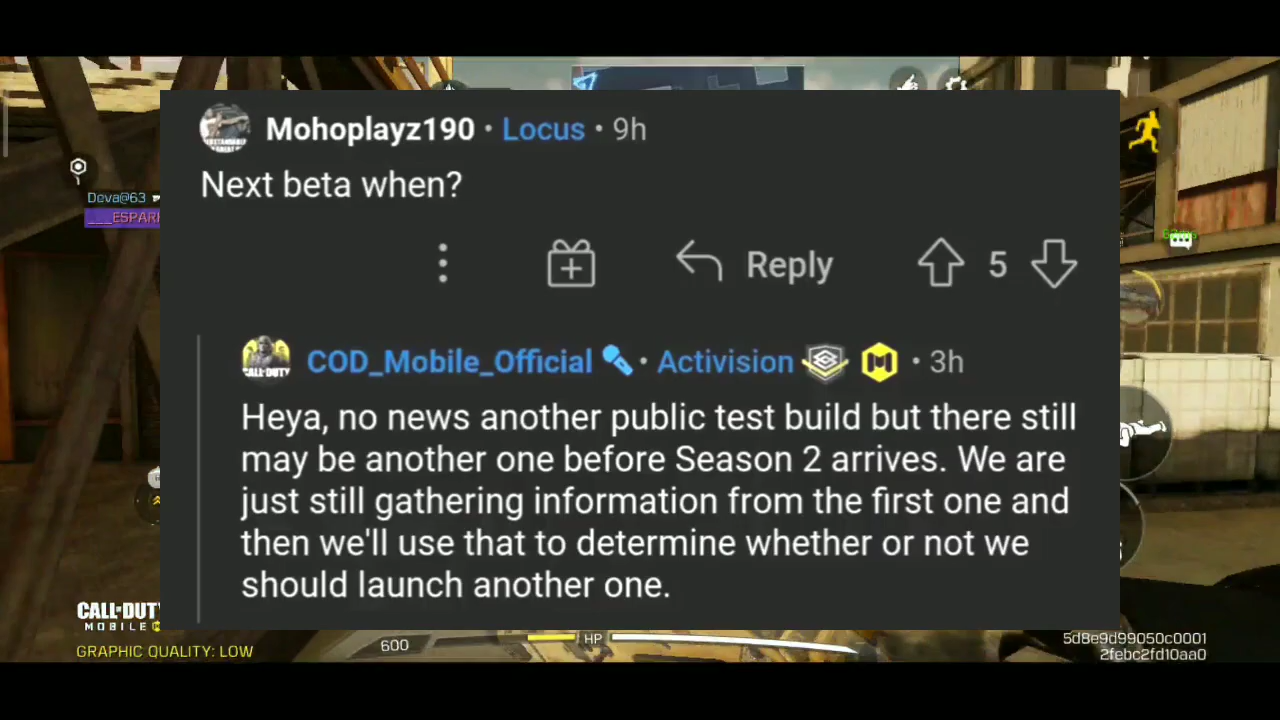 Mohoplayz190 • Locus • 9h
Next beta when?
Reply 5
COD_Mobile_Official • Activision • 3h
Heya, no news another public test build but there still
may be another one before Season 2 arrives. We are
just still gathering information from the first one and
then we'll use that to determine whether or not we
should launch another one.
Deva@63
___ESPAR
CALL·DUTY
MOBILE
GRAPHIC QUALITY: LOW
600
HP
5d8e9d99050c0001
2febc2fd10aa0